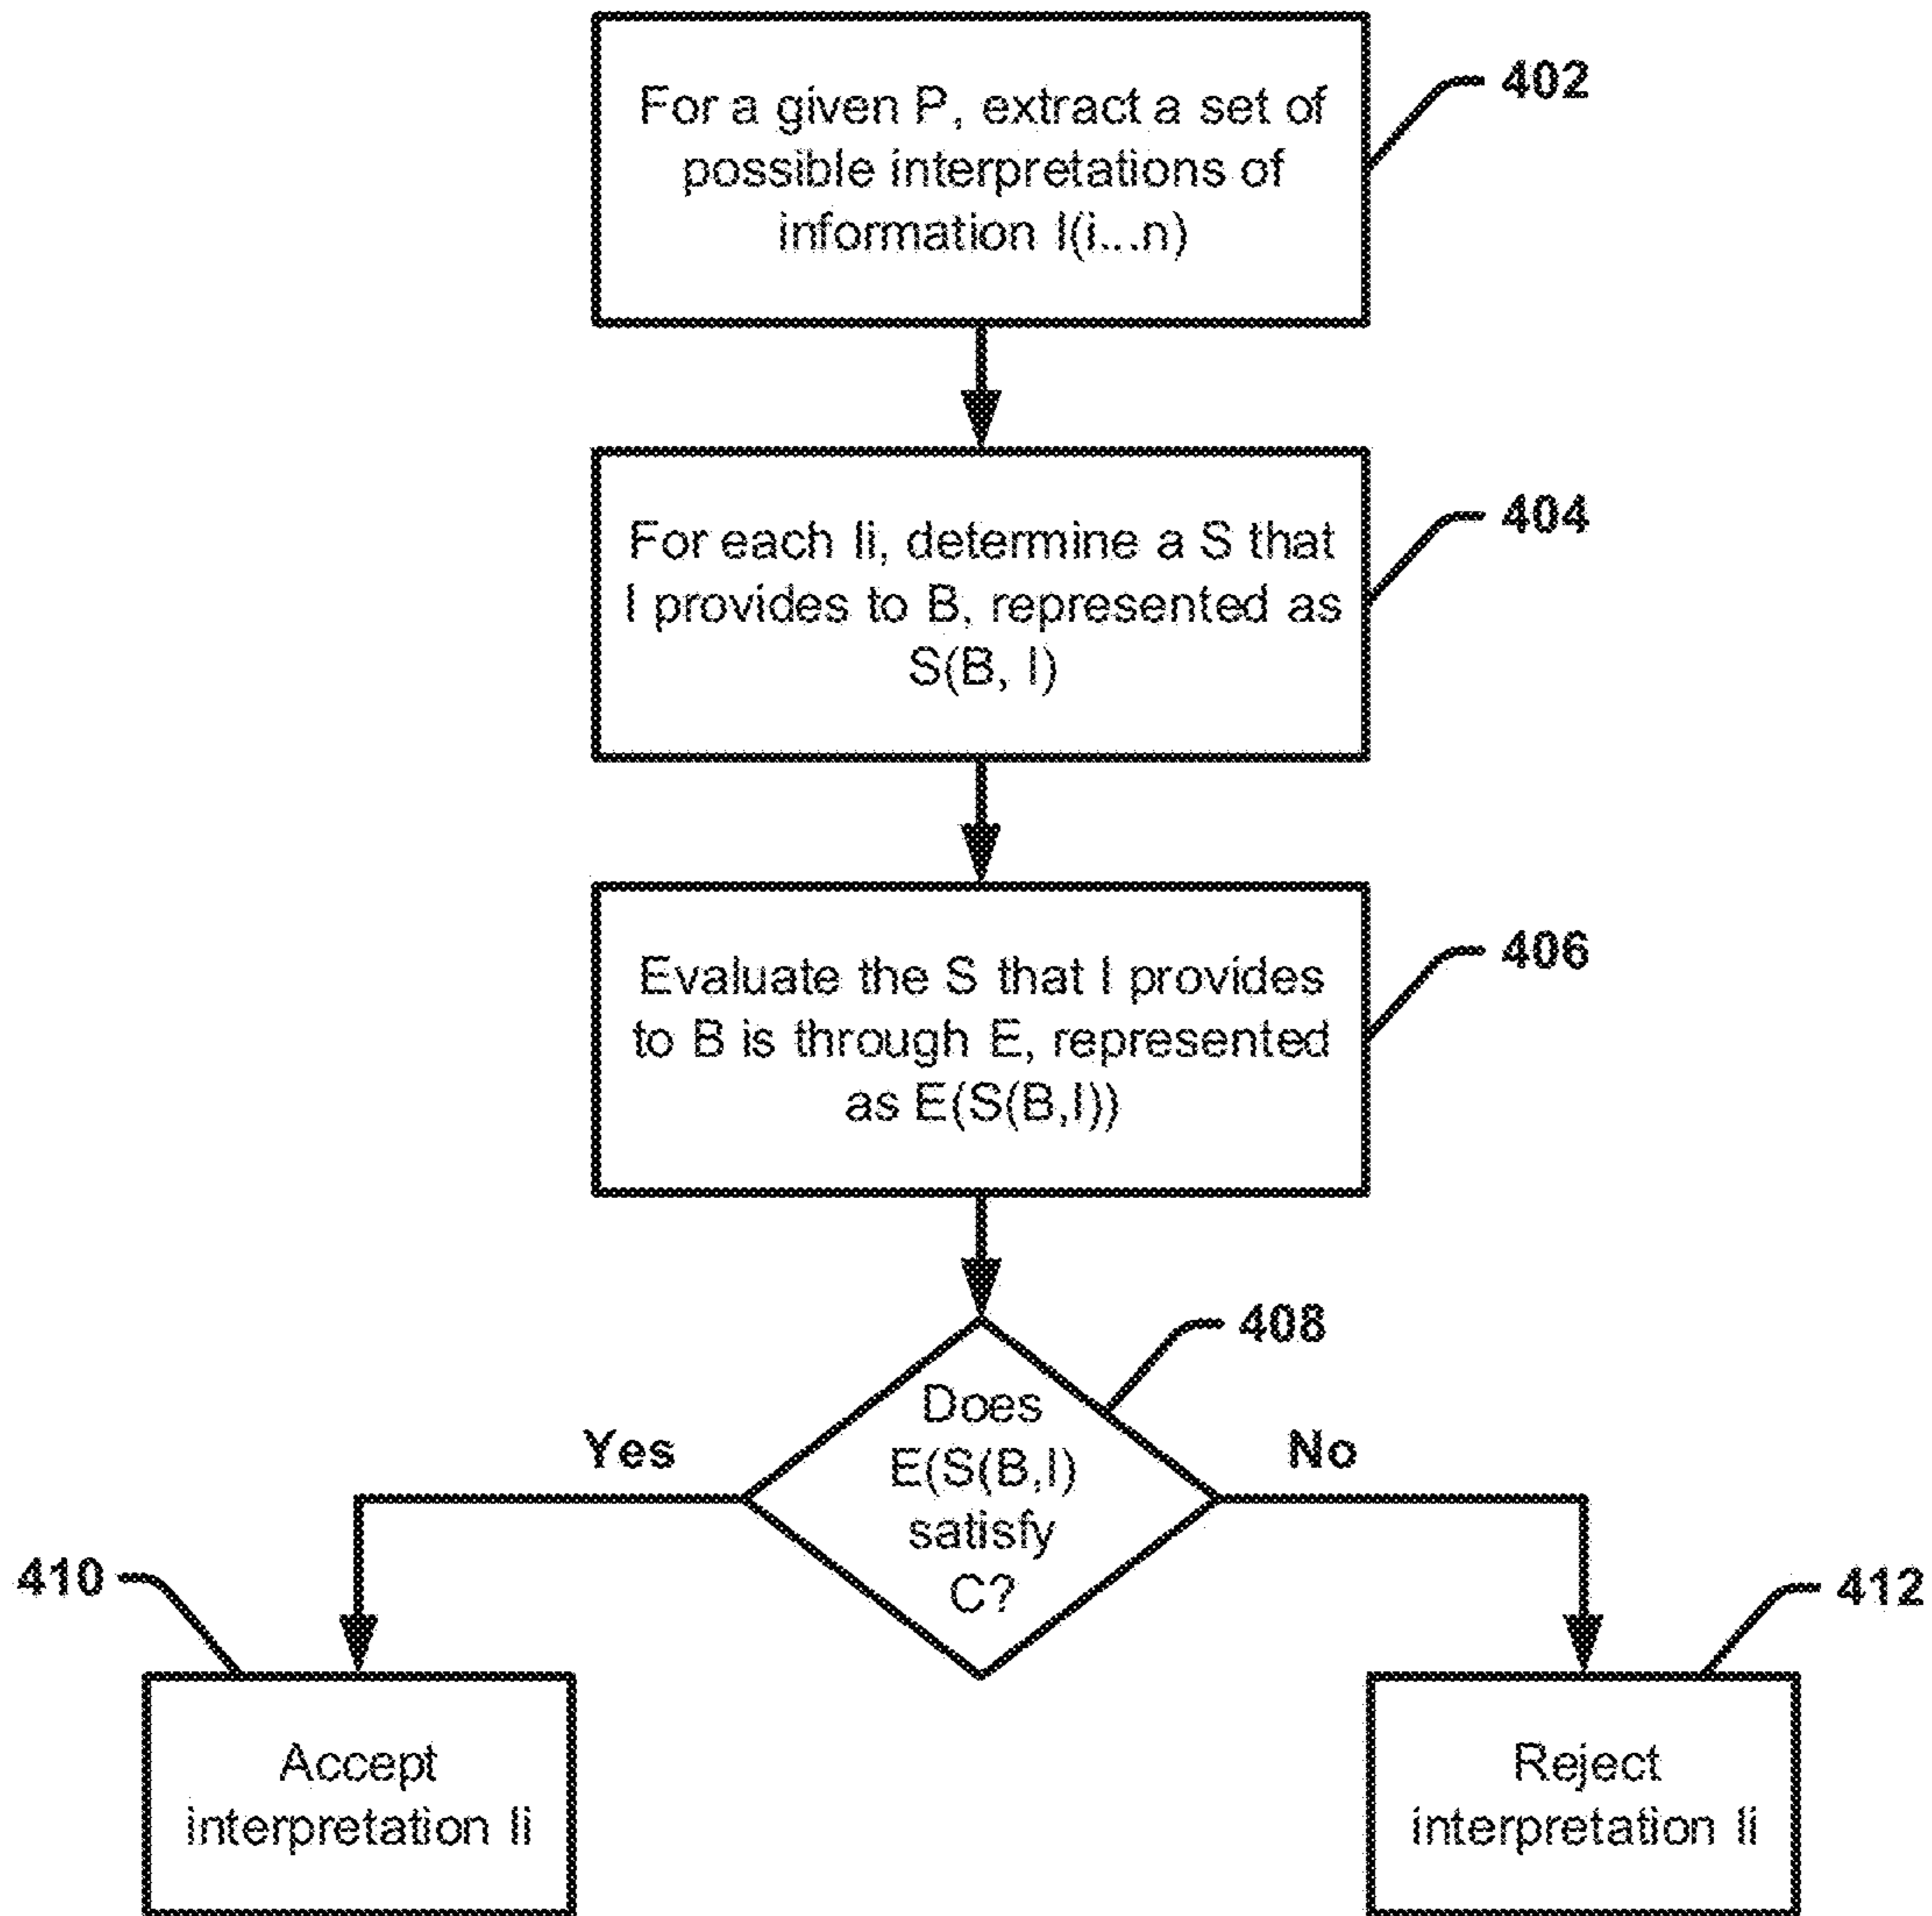 For a given P, extract a set of
possible interpretations of
information I(i...n)
402
For each Ii, determine a S that
I provides to B, represented as
S(B, I)
404
Evaluate the S that I provides
to B is through E, represented
as E(S(B,I))
406
Does
E(S(B,I)
satisfy
C?
408
Yes
No
410
Accept
interpretation Ii
412
Reject
interpretation Ii